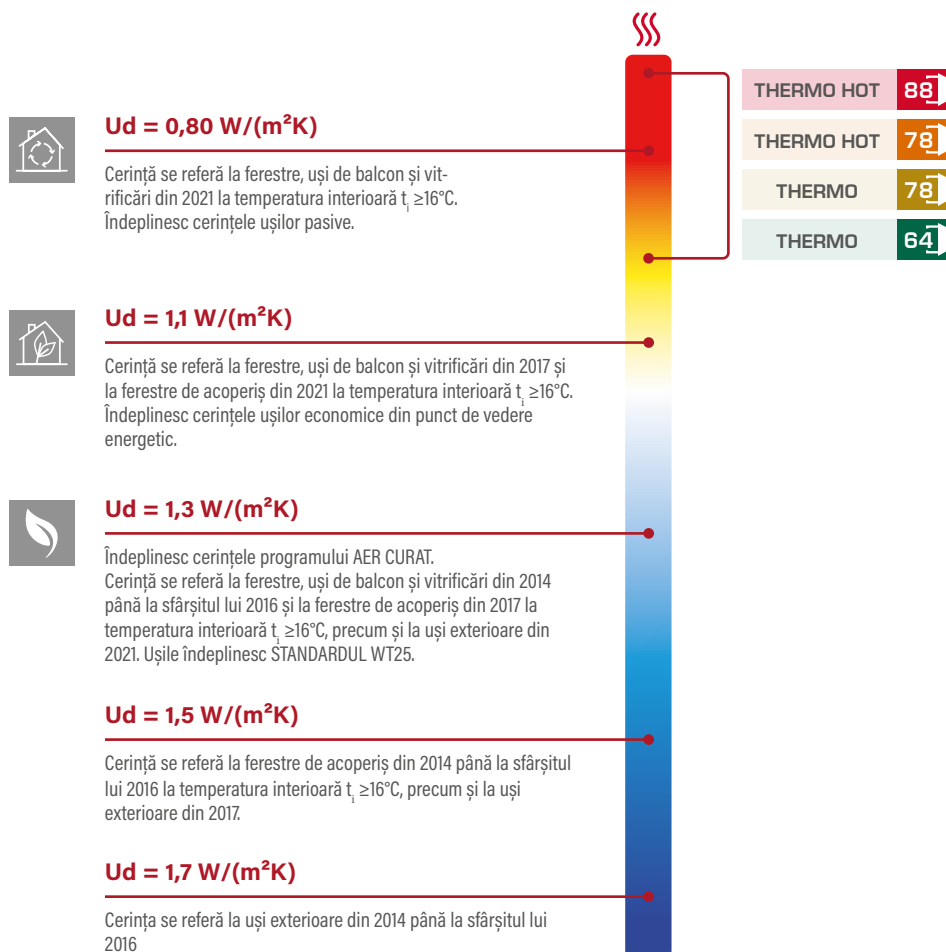 THERMO HOT 88
THERMO HOT 78
THERMO 78
THERMO 64
Ud = 0,80 W/(m²K)
Cerință se referă la ferestre, uși de balcon și vit-
rificări din 2021 la temperatura interioară tᵢ ≥16°C.
Îndeplinesc cerințele ușilor pasive.
Ud = 1,1 W/(m²K)
Cerință se referă la ferestre, uși de balcon și vitrificări din 2017 și
la ferestre de acoperiș din 2021 la temperatura interioară tᵢ ≥16°C.
Îndeplinesc cerințele ușilor economice din punct de vedere
energetic.
Ud = 1,3 W/(m²K)
Îndeplinesc cerințele programului AER CURAT.
Cerință se referă la ferestre, uși de balcon și vitrificări din 2014
până la sfârșitul lui 2016 și la ferestre de acoperiș din 2017 la
temperatura interioară tᵢ ≥16°C, precum și la uși exterioare din
2021. Ușile îndeplinesc STANDARDUL WT25.
Ud = 1,5 W/(m²K)
Cerință se referă la ferestre de acoperiș din 2014 până la sfârșitul
lui 2016 la temperatura interioară tᵢ ≥16°C, precum și la uși
exterioare din 2017.
Ud = 1,7 W/(m²K)
Cerința se referă la uși exterioare din 2014 până la sfârșitul lui
2016